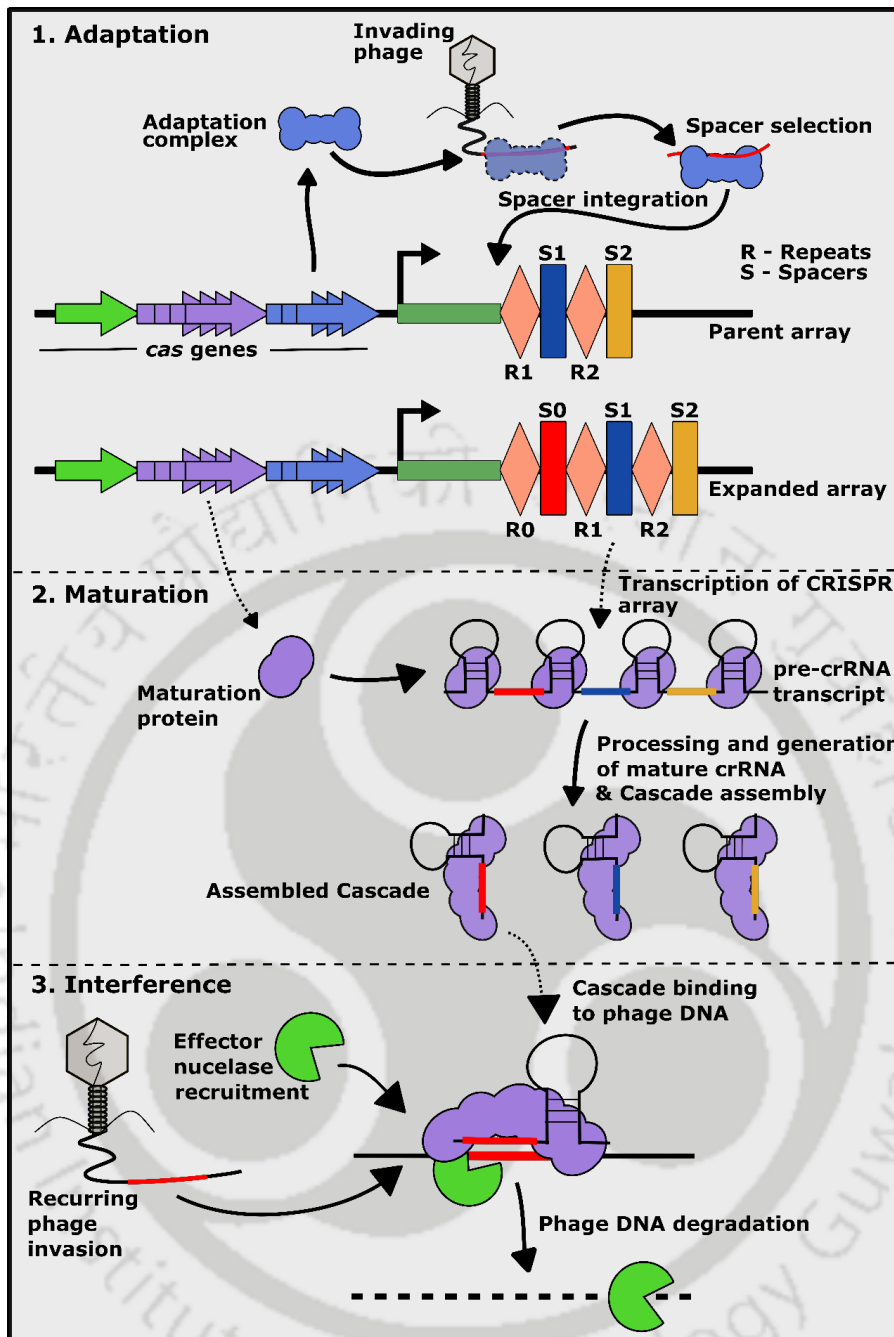 1. Adaptation
Invading
phage
Adaptation
complex
Spacer selection
Spacer integration
R - Repeats
S - Spacers
S1
S2
cas genes
Parent array
R1
R2
S0
S1
S2
Expanded array
R0
R1
R2
2. Maturation
Transcription of CRISPR
array
Maturation
protein
pre-crRNA
transcript
Processing and generation
of mature crRNA
& Cascade assembly
Assembled Cascade
3. Interference
Cascade binding
to phage DNA
Effector
nucelase
recruitment
Recurring
phage
invasion
Phage DNA degradation